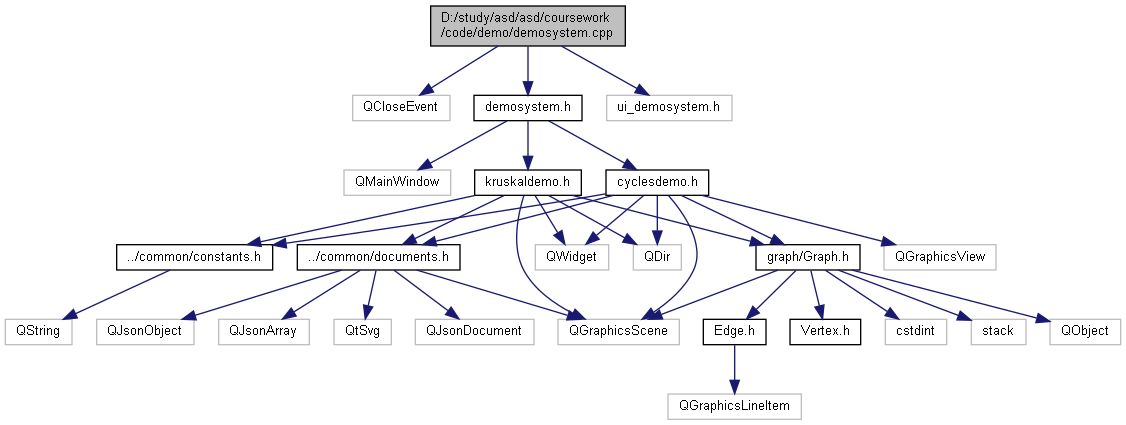 D:/study/asd/asd/coursework
/code/demo/demosystem.cpp
QCloseEvent
demosystem.h
ui_demosystem.h
QMainWindow
kruskaldemo.h
cyclesdemo.h
../common/constants.h
../common/documents.h
QWidget
QDir
graph/Graph.h
QGraphicsView
QString
QJsonObject
QJsonArray
QtSvg
QJsonDocument
QGraphicsScene
Edge.h
Vertex.h
cstdint
stack
QObject
QGraphicsLineItem